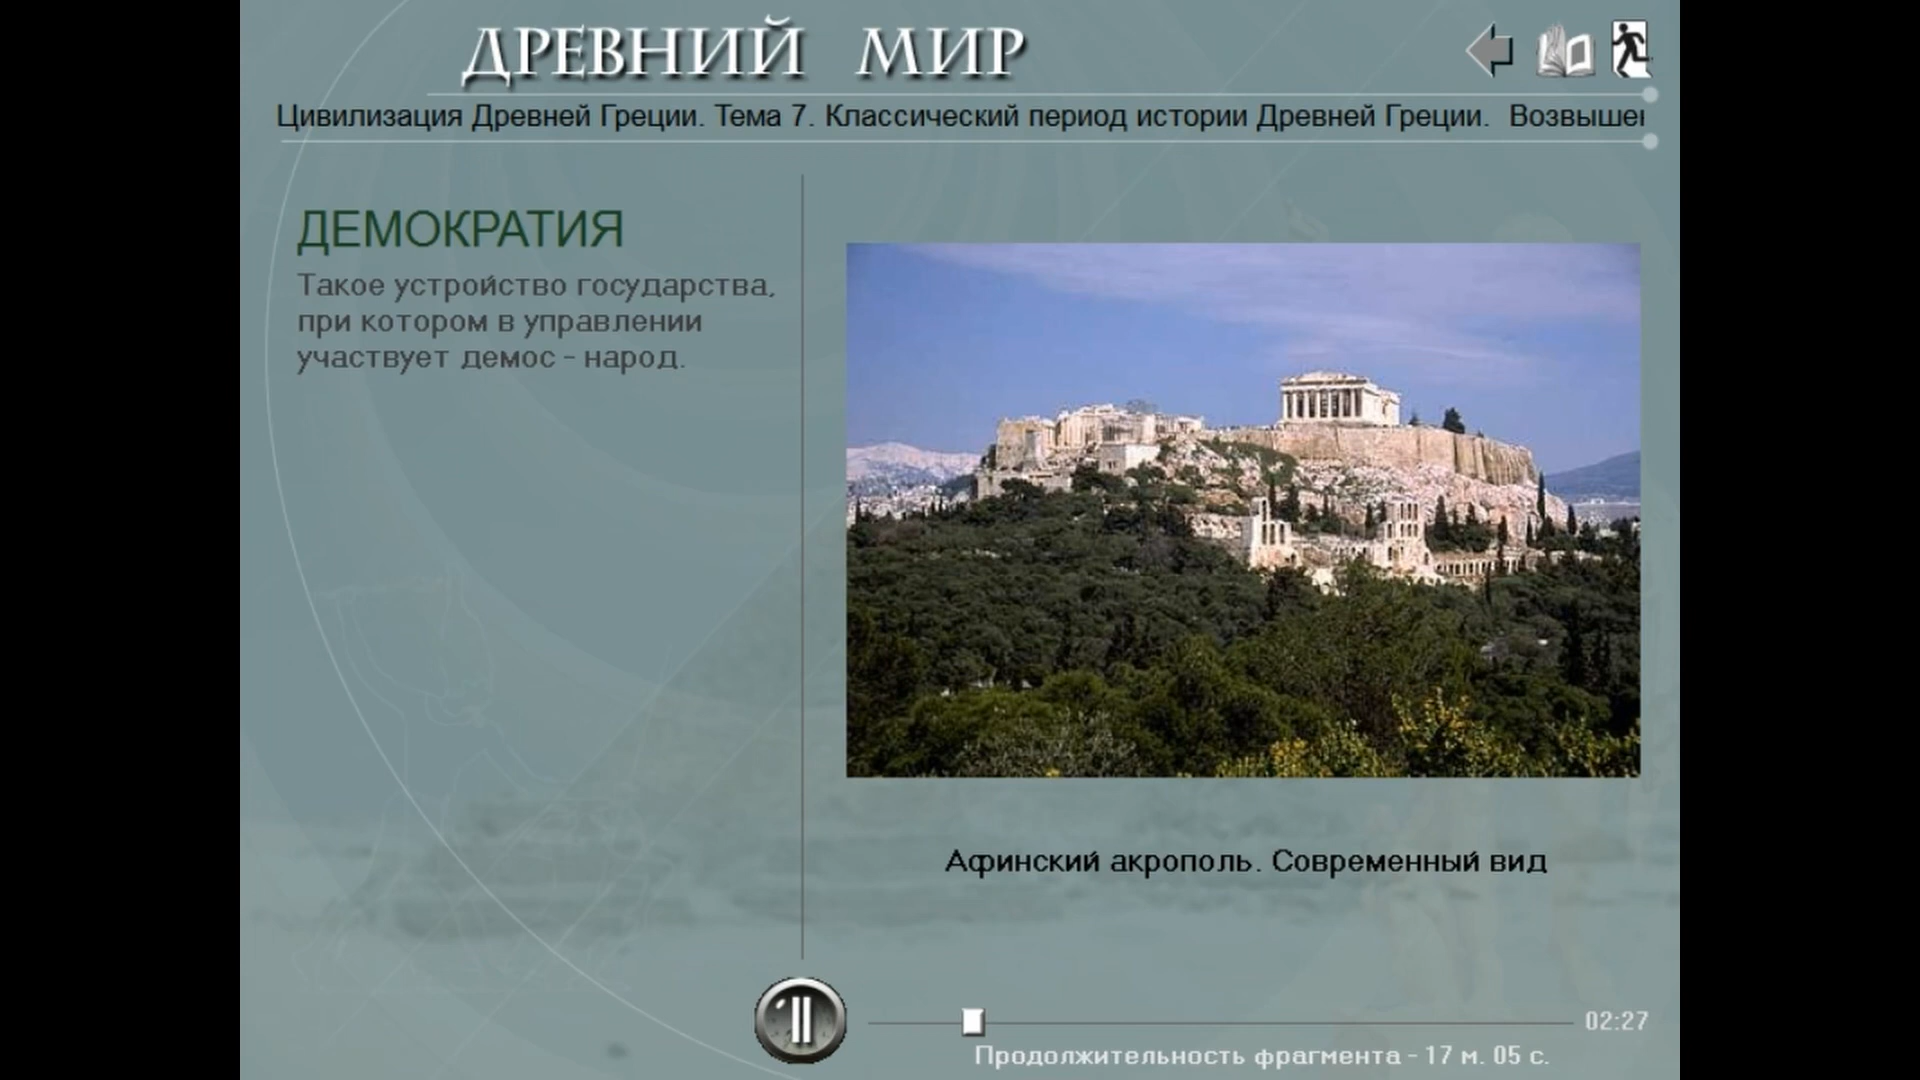 ДРЕВНИЙ МИР
Цивилизация Древней Греции. Тема 7. Классический период истории Древней Греции. Возвышен
ДЕМОКРАТИЯ
Такое устройство государства,
при котором в управлении
участвует демос - народ.
Афинский акрополь. Современный вид
02:27
Продолжительность фрагмента - 17 м. 05 с.